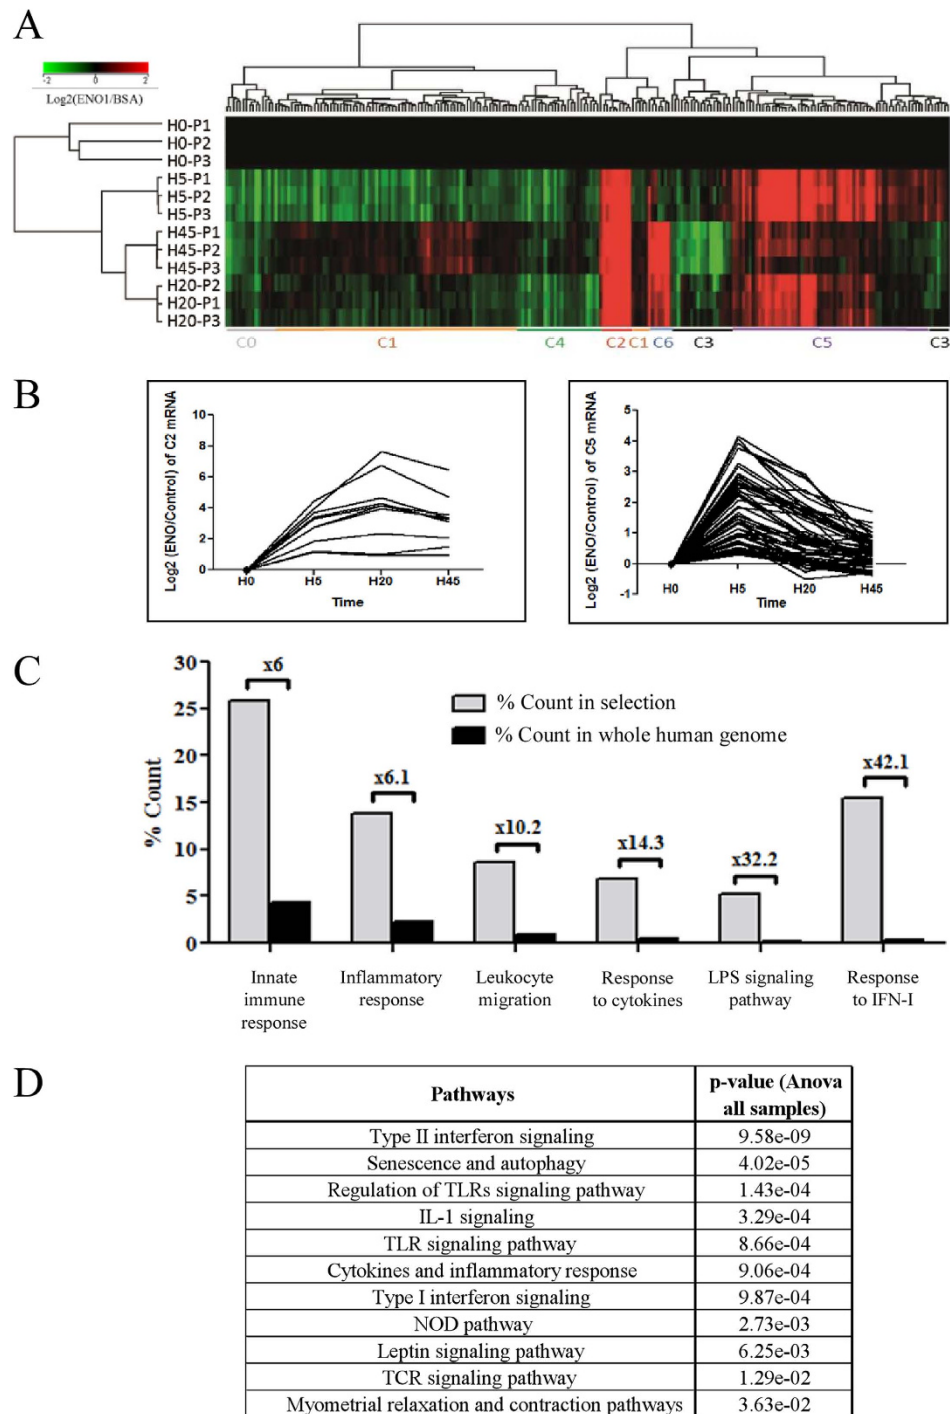 A
-2 0 2
Log2(ENO1/BSA)
H0-P1
H0-P2
H0-P3
H5-P1
H5-P2
H5-P3
H45-P1
H45-P2
H45-P3
H20-P2
H20-P1
H20-P3
C0 C1 C4 C2 C1 C6 C3 C5 C3
B
Log2 (ENO/Control) of C2 mRNA
10
8
6
4
2
0
H0 H5 H20 H45
Time
Log2 (ENO/Control) of C5 mRNA
5
4
3
2
1
0
-1
H0 H5 H20 H45
Time
C
% Count
30
25
20
15
10
5
0
x6
x6.1
x10.2
x14.3
x32.2
x42.1
% Count in selection
% Count in whole human genome
Innate immune response
Inflammatory response
Leukocyte migration
Response to cytokines
LPS signaling pathway
Response to IFN-I
D
Pathways p-value (Anova all samples)
Type II interferon signaling 9.58e-09
Senescence and autophagy 4.02e-05
Regulation of TLRs signaling pathway 1.43e-04
IL-1 signaling 3.29e-04
TLR signaling pathway 8.66e-04
Cytokines and inflammatory response 9.06e-04
Type I interferon signaling 9.87e-04
NOD pathway 2.73e-03
Leptin signaling pathway 6.25e-03
TCR signaling pathway 1.29e-02
Myometrial relaxation and contraction pathways 3.63e-02